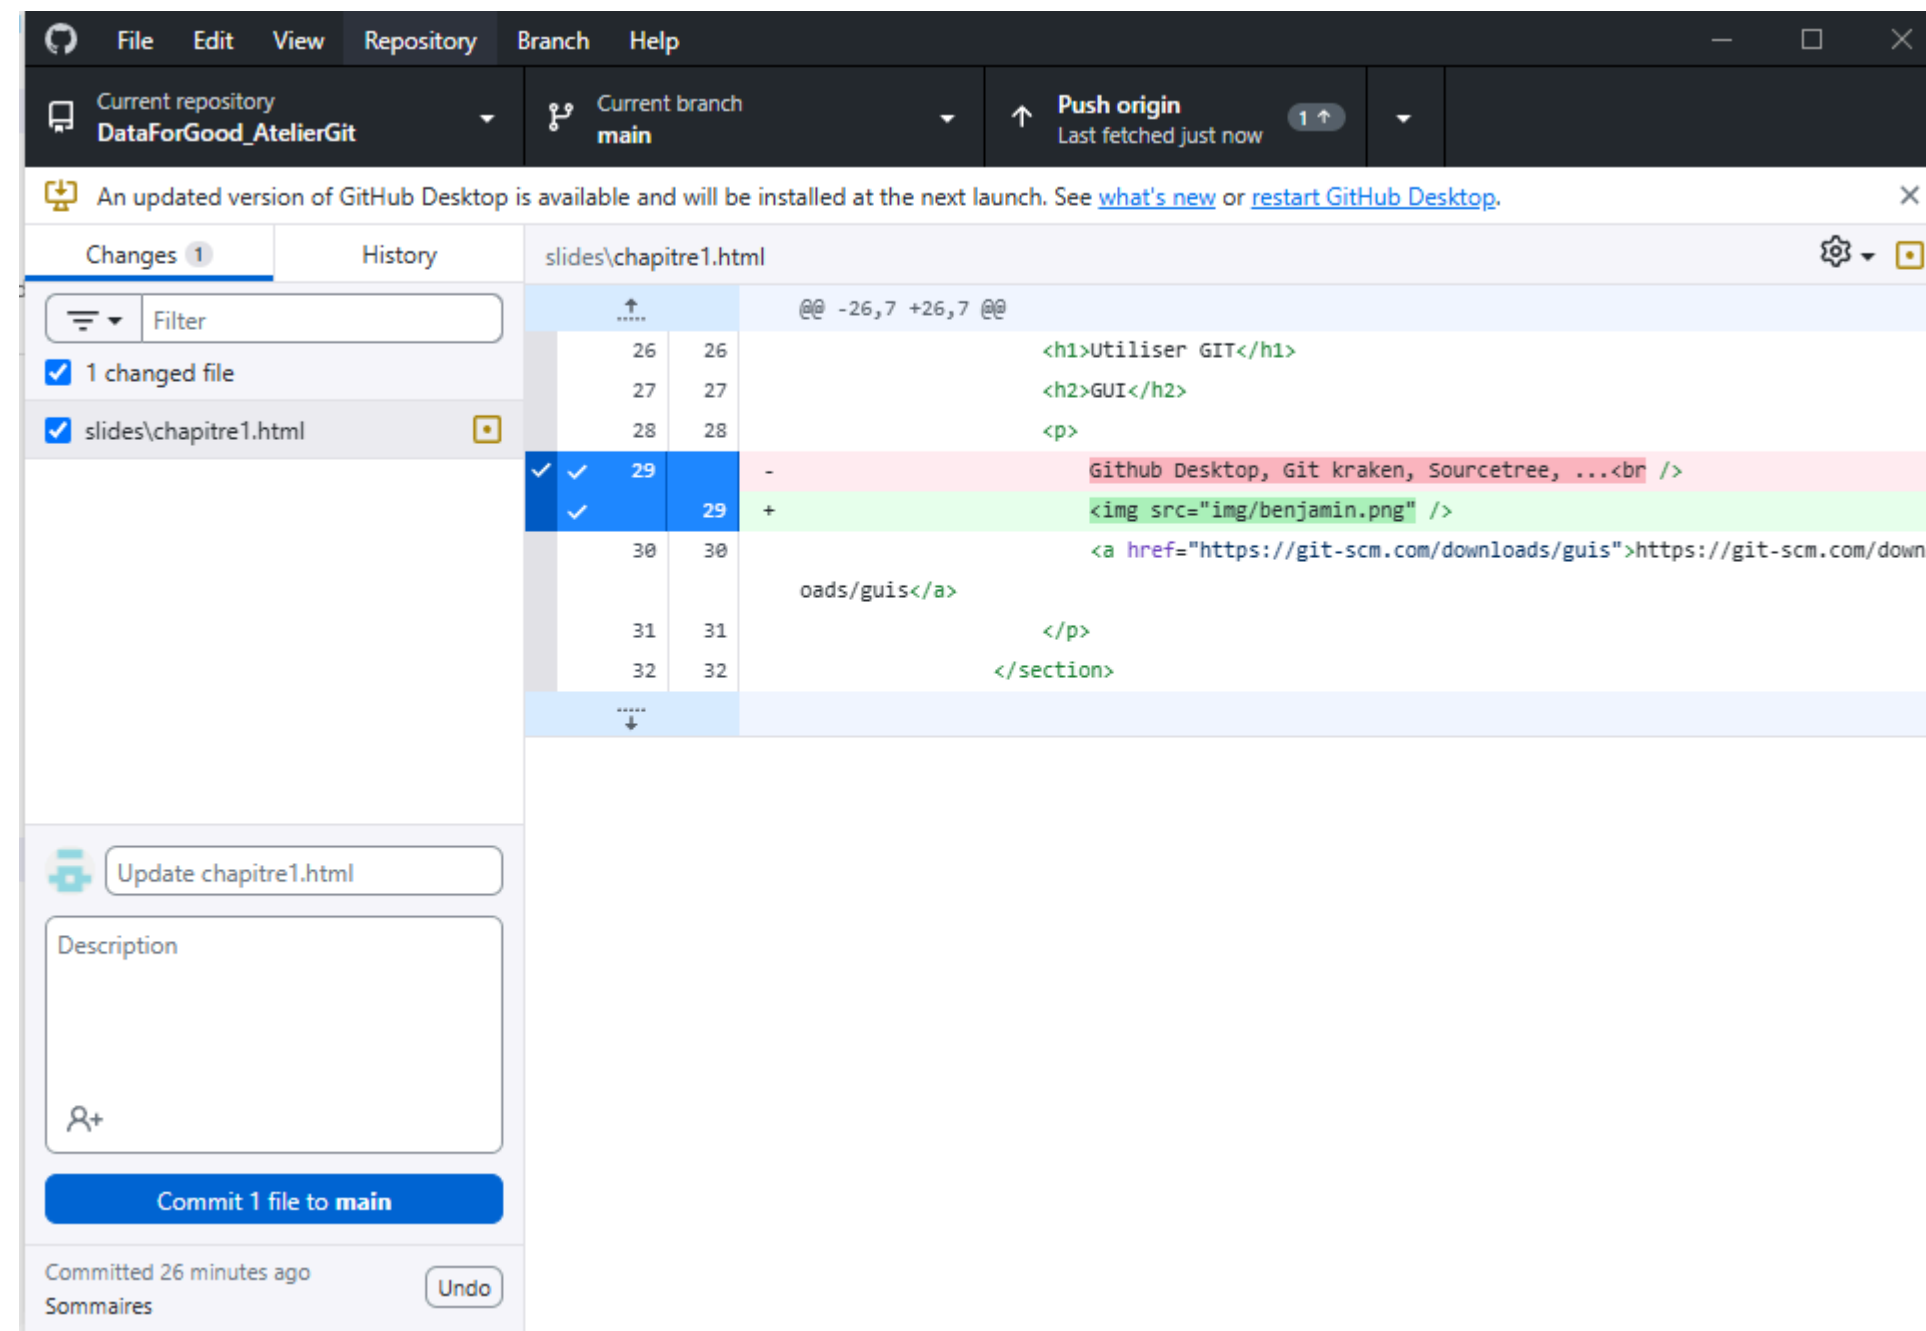 File Edit View Repository Branch Help
Current repository
DataForGood_AtelierGit
Current branch
main
Push origin
Last fetched just now
1 ↑
An updated version of GitHub Desktop is available and will be installed at the next launch. See what's new or restart GitHub Desktop.
Changes 1
History
Filter
1 changed file
slides\chapitre1.html
slides\chapitre1.html
@@ -26,7 +26,7 @@
26 26 <h1>Utiliser GIT</h1>
27 27 <h2>GUI</h2>
28 28 <p>
29 - Github Desktop, Git kraken, Sourcetree, ...<br />
29 + <img src="img/benjamin.png" />
30 30 <a href="https://git-scm.com/downloads/guis">https://git-scm.com/down
oads/guis</a>
31 31 </p>
32 32 </section>
Update chapitre1.html
Description
Commit 1 file to main
Committed 26 minutes ago
Sommaires
Undo